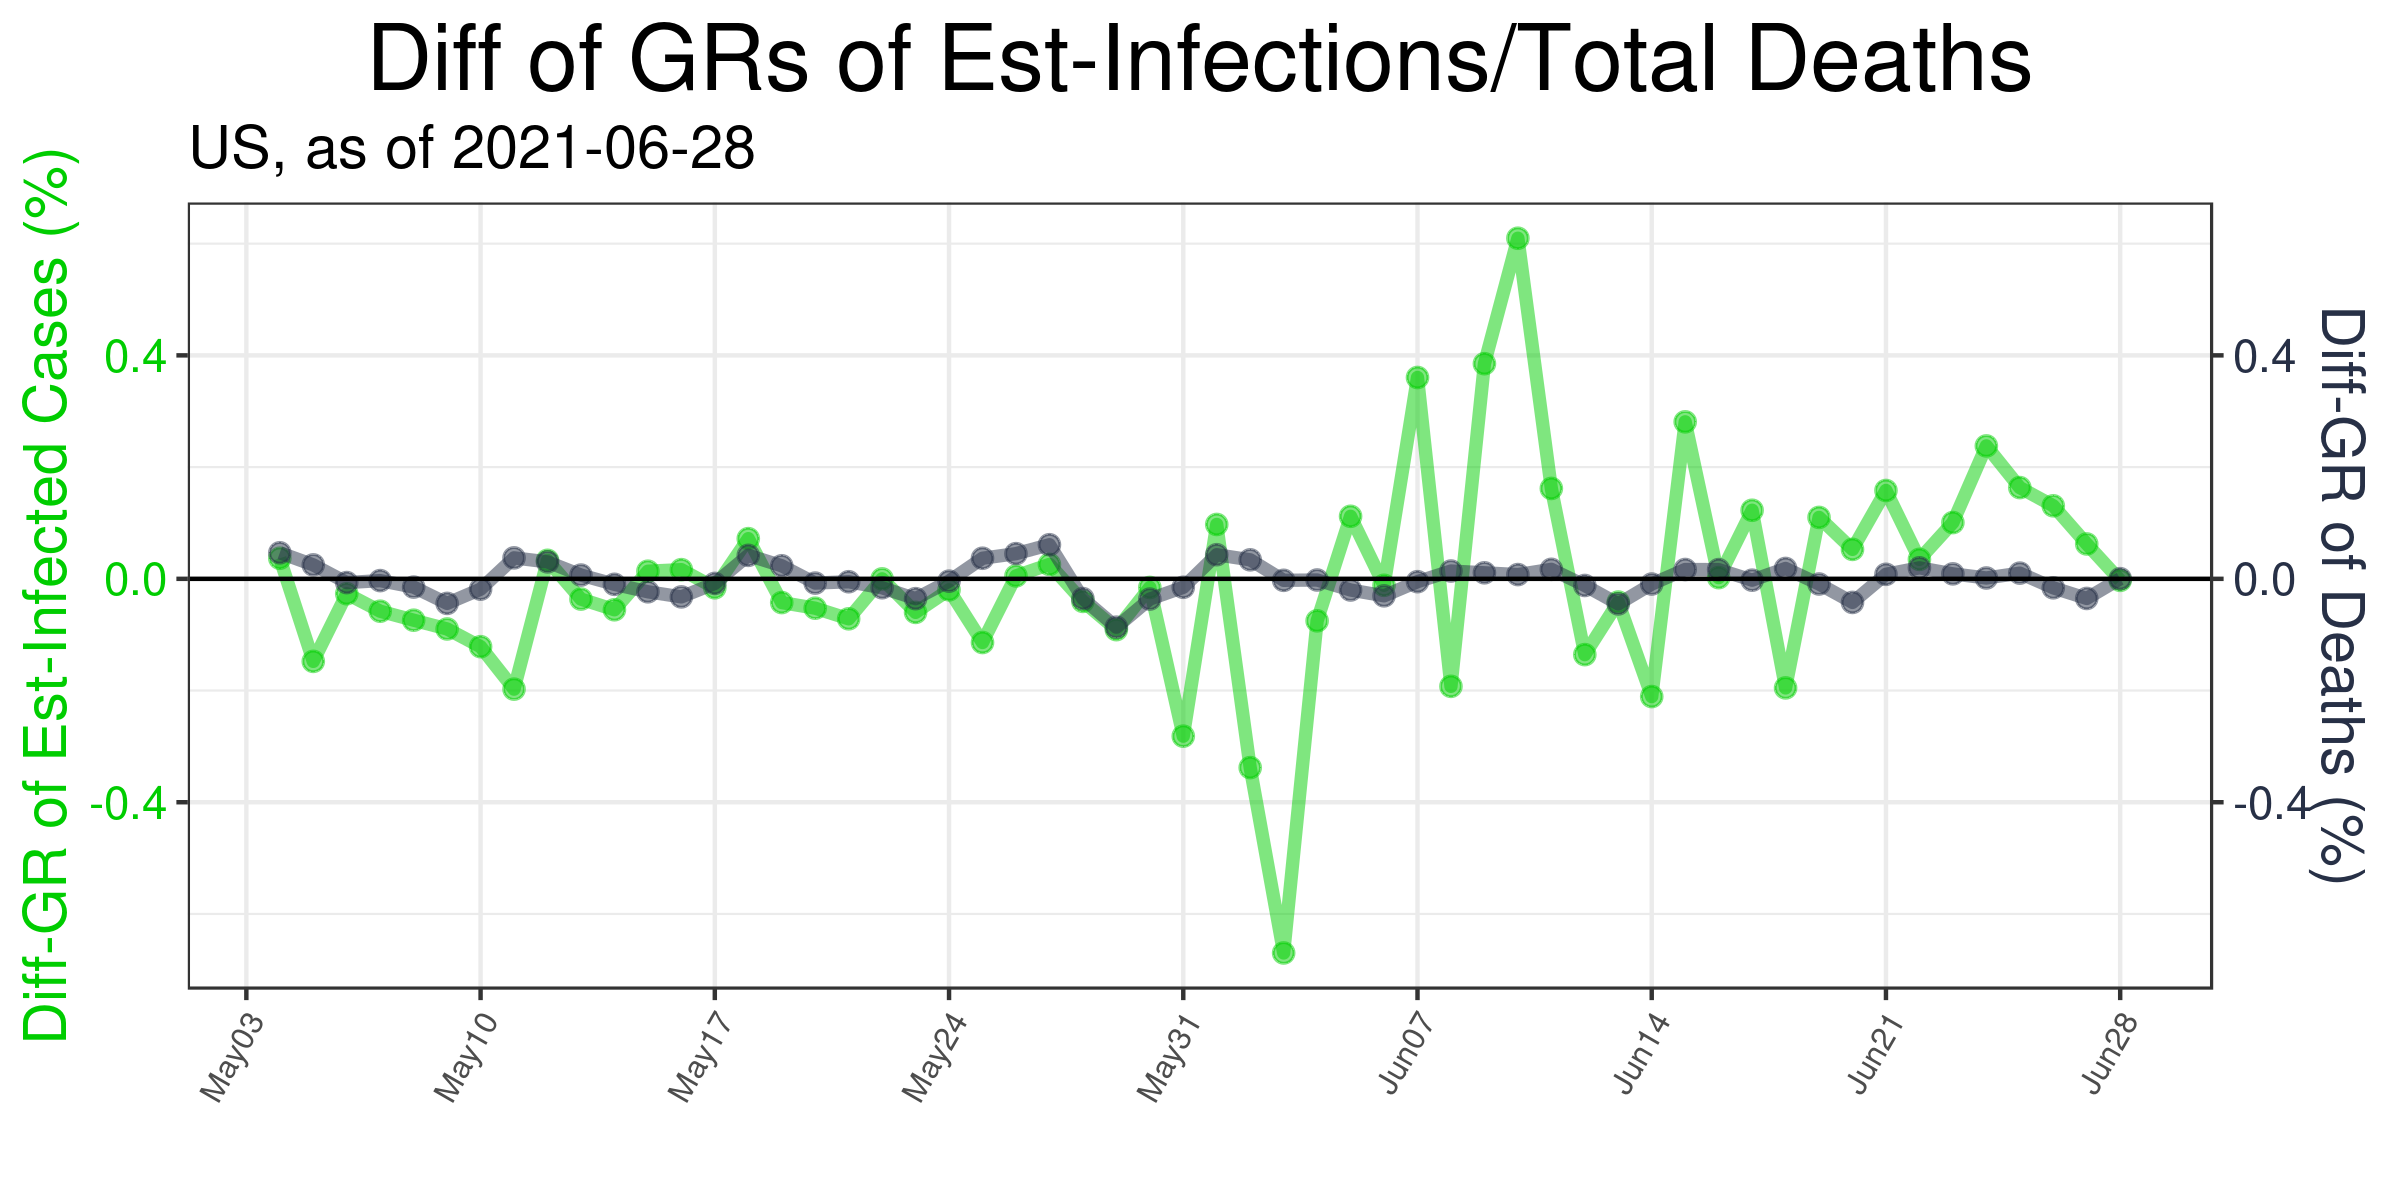 Diff of GRs of Est-Infections/Total Deaths
US, as of 2021-06-28
Diff-GR of Est-Infected Cases (%)
0.4
0.0
-0.4
0.4
0.0
-0.4
Diff-GR of Deaths (%)
May03
May10
May17
May24
May31
Jun07
Jun14
Jun21
Jun28